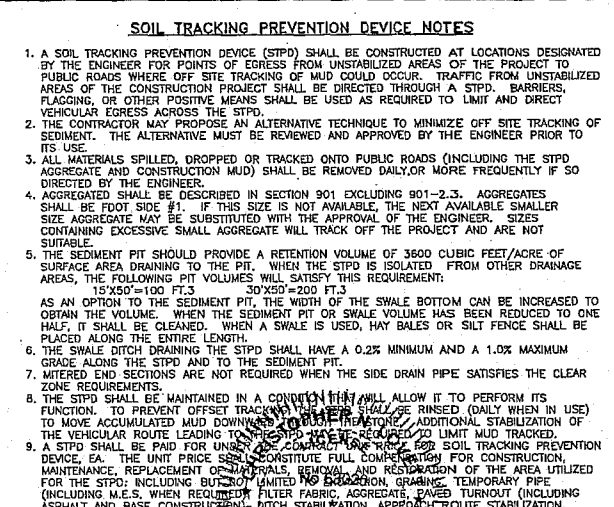 SOIL TRACKING PREVENTION DEVICE NOTES
1. A SOIL TRACKING PREVENTION DEVICE (STPD) SHALL BE CONSTRUCTED AT LOCATIONS DESIGNATED
BY THE ENGINEER FOR POINTS OF EGRESS FROM UNSTABILIZED AREAS OF THE PROJECT TO
PUBLIC ROADS WHERE OFF SITE TRACKING OF MUD COULD OCCUR. TRAFFIC FROM UNSTABILIZED
AREAS OF THE CONSTRUCTION PROJECT SHALL BE DIRECTED THROUGH A STPD. BARRIERS,
FLAGGING, OR OTHER POSITIVE MEANS SHALL BE USED AS REQUIRED TO LIMIT AND DIRECT
VEHICULAR EGRESS ACROSS THE STPD.
2. THE CONTRACTOR MAY PROPOSE AN ALTERNATIVE TECHNIQUE TO MINIMIZE OFF SITE TRACKING OF
SEDIMENT. THE ALTERNATIVE MUST BE REVIEWED AND APPROVED BY THE ENGINEER PRIOR TO
ITS USE.
3. ALL MATERIALS SPILLED, DROPPED OR TRACKED ONTO PUBLIC ROADS (INCLUDING THE STPD
AGGREGATE AND CONSTRUCTION MUD) SHALL BE REMOVED DAILY,OR MORE FREQUENTLY IF SO
DIRECTED BY THE ENGINEER.
4. AGGREGATED SHALL BE DESCRIBED IN SECTION 901 EXCLUDING 901-2.3. AGGREGATES
SHALL BE FOOT SIDE #1. IF THIS SIZE IS NOT AVAILABLE, THE NEXT AVAILABLE SMALLER
SIZE AGGREGATE MAY BE SUBSTITUTED WITH THE APPROVAL OF THE ENGINEER. SIZES
CONTAINING EXCESSIVE SMALL AGGREGATE WILL TRACK OFF THE PROJECT AND ARE NOT
SUITABLE.
5. THE SEDIMENT PIT SHOULD PROVIDE A RETENTION VOLUME OF 3600 CUBIC FEET/ACRE OF
SURFACE AREA DRAINING TO THE PIT. WHEN THE STPD IS ISOLATED FROM OTHER DRAINAGE
AREAS, THE FOLLOWING PIT VOLUMES WILL SATISFY THIS REQUIREMENT:
15'X50'=100 FT.3 30'X50'=200 FT.3
AS AN OPTION TO THE SEDIMENT PIT, THE WIDTH OF THE SWALE BOTTOM CAN BE INCREASED TO
OBTAIN THE VOLUME. WHEN THE SEDIMENT PIT OR SWALE VOLUME HAS BEEN REDUCED TO ONE
HALF, IT SHALL BE CLEANED. WHEN A SWALE IS USED, HAY BALES OR SILT FENCE SHALL BE
PLACED ALONG THE ENTIRE LENGTH.
6. THE SWALE DITCH DRAINING THE STPD SHALL HAVE A 0.2% MINIMUM AND A 1.0% MAXIMUM
GRADE ALONG THE STPD AND TO THE SEDIMENT PIT.
7. MITERED END SECTIONS ARE NOT REQUIRED WHEN THE SIDE DRAIN PIPE SATISFIES THE CLEAR
ZONE REQUIREMENTS.
8. THE STPD SHALL BE MAINTAINED IN A CONDITION THAT WILL ALLOW IT TO PERFORM ITS
FUNCTION. TO PREVENT OFFSET TRACKING THE STPD SHALL BE RINSED (DAILY WHEN IN USE)
TO MOVE ACCUMULATED MUD DOWNWARD THROUGH THE STONE. ADDITIONAL STABILIZATION OF
THE VEHICULAR ROUTE LEADING TO THE STPD MAY BE REQUIRED TO LIMIT MUD TRACKED.
9. A STPD SHALL BE PAID FOR UNDER THE CONTRACT UNIT PRICE FOR SOIL TRACKING PREVENTION
DEVICE, EA. THE UNIT PRICE SHALL CONSTITUTE FULL COMPENSATION FOR CONSTRUCTION,
MAINTENANCE, REPLACEMENT OF MATERIALS, REMOVAL, AND RESTORATION OF THE AREA UTILIZED
FOR THE STPD: INCLUDING BUT NOT LIMITED TO GRADING, TEMPORARY PIPE
(INCLUDING M.E.S. WHEN REQUIRED) FILTER FABRIC, AGGREGATE, PAVED TURNOUT (INCLUDING
ASPHALT AND BASE CONSTRUCTION) DITCH STABILIZATION, APPROACH ROUTE STABILIZATION,